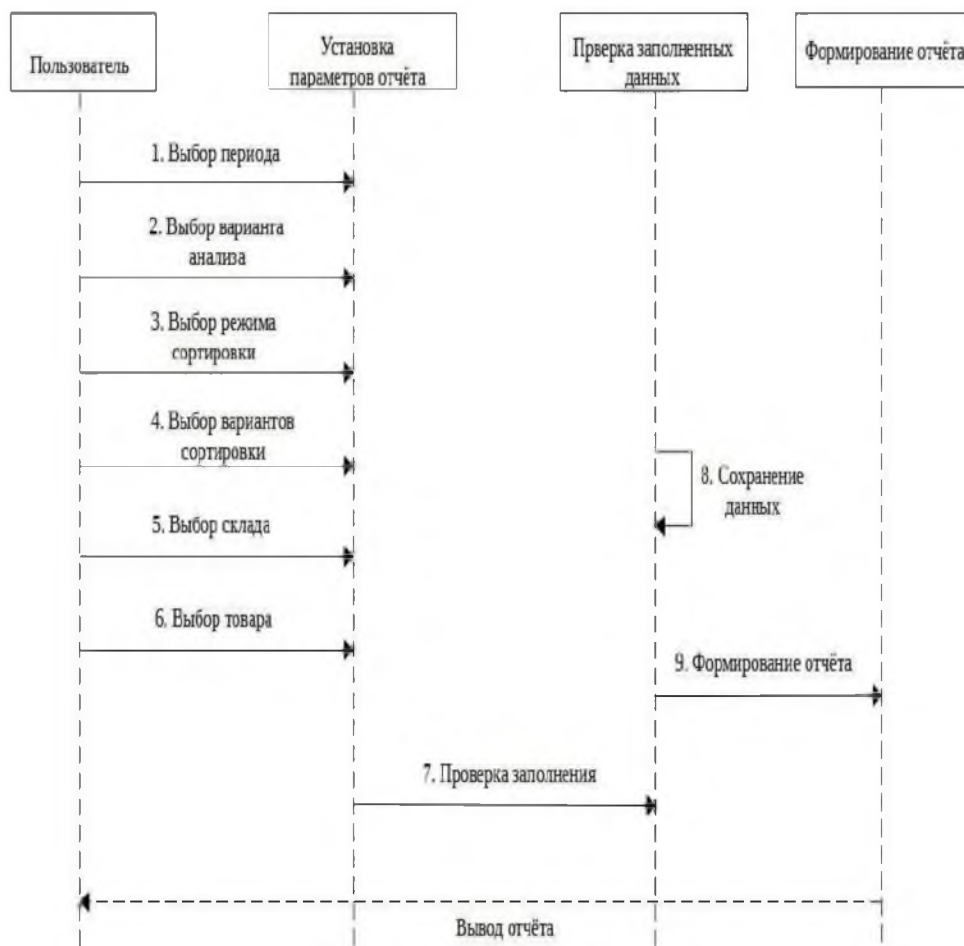 Пользователь
Установка
параметров отчёта
Прверка заполненных
данных
Формирование отчёта
1. Выбор периода
2. Выбор варианга
анализа
3. Выбор режима
сортировки
4. Выбор вариантов
сортировки
8. Сохранение
данных
5. Выбор склада
6. Выбор товара
9. Формирование отчёта
7. Проверка заполнения
Вывод отчёта